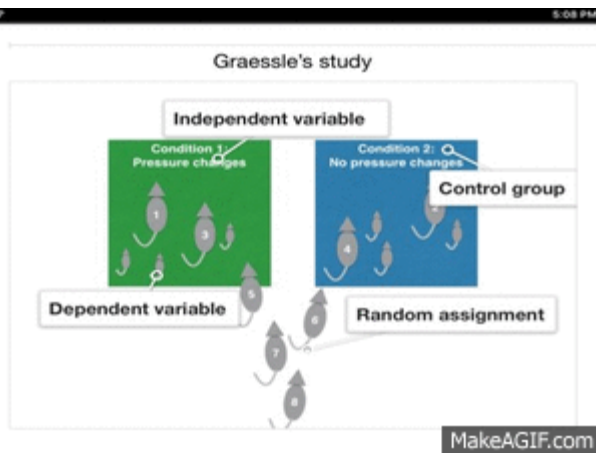 5:08 PM
Graessle's study
Independent variable
Condition 1:
Pressure changes
Condition 2:
No pressure changes
Control group
1
3
4
Dependent variable
5
6
Random assignment
7
8
MakeAGIF.com